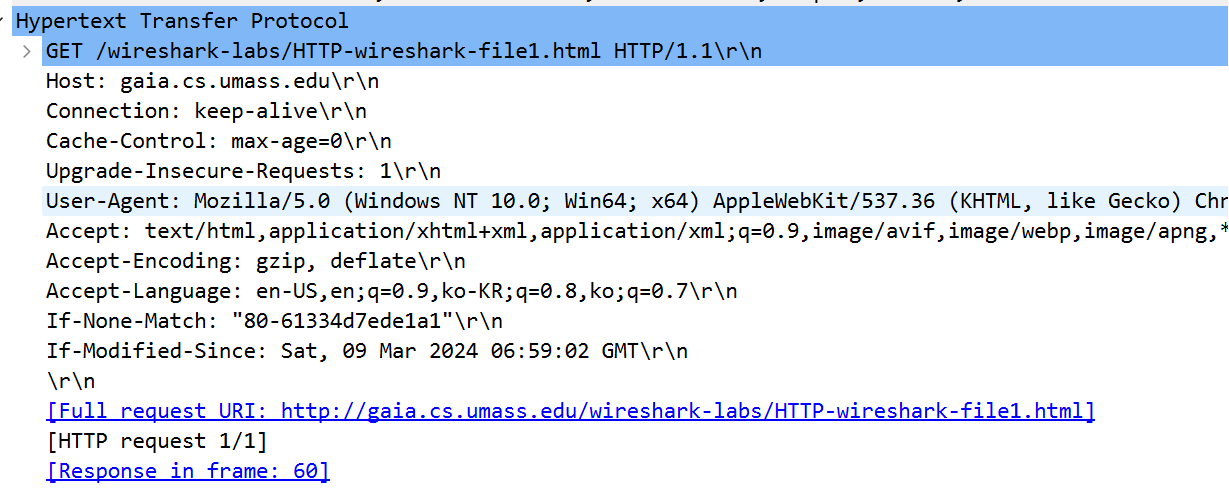 Hypertext Transfer Protocol
GET /wireshark-labs/HTTP-wireshark-file1.html HTTP/1.1\r\n
Host: gaia.cs.umass.edu\r\n
Connection: keep-alive\r\n
Cache-Control: max-age=0\r\n
Upgrade-Insecure-Requests: 1\r\n
User-Agent: Mozilla/5.0 (Windows NT 10.0; Win64; x64) AppleWebKit/537.36 (KHTML, like Gecko) Chr
Accept: text/html,application/xhtml+xml,application/xml;q=0.9,image/avif,image/webp,image/apng,*
Accept-Encoding: gzip, deflate\r\n
Accept-Language: en-US,en;q=0.9,ko-KR;q=0.8,ko;q=0.7\r\n
If-None-Match: "80-61334d7ede1a1"\r\n
If-Modified-Since: Sat, 09 Mar 2024 06:59:02 GMT\r\n
\r\n
[Full request URI: http://gaia.cs.umass.edu/wireshark-labs/HTTP-wireshark-file1.html]
[HTTP request 1/1]
[Response in frame: 60]